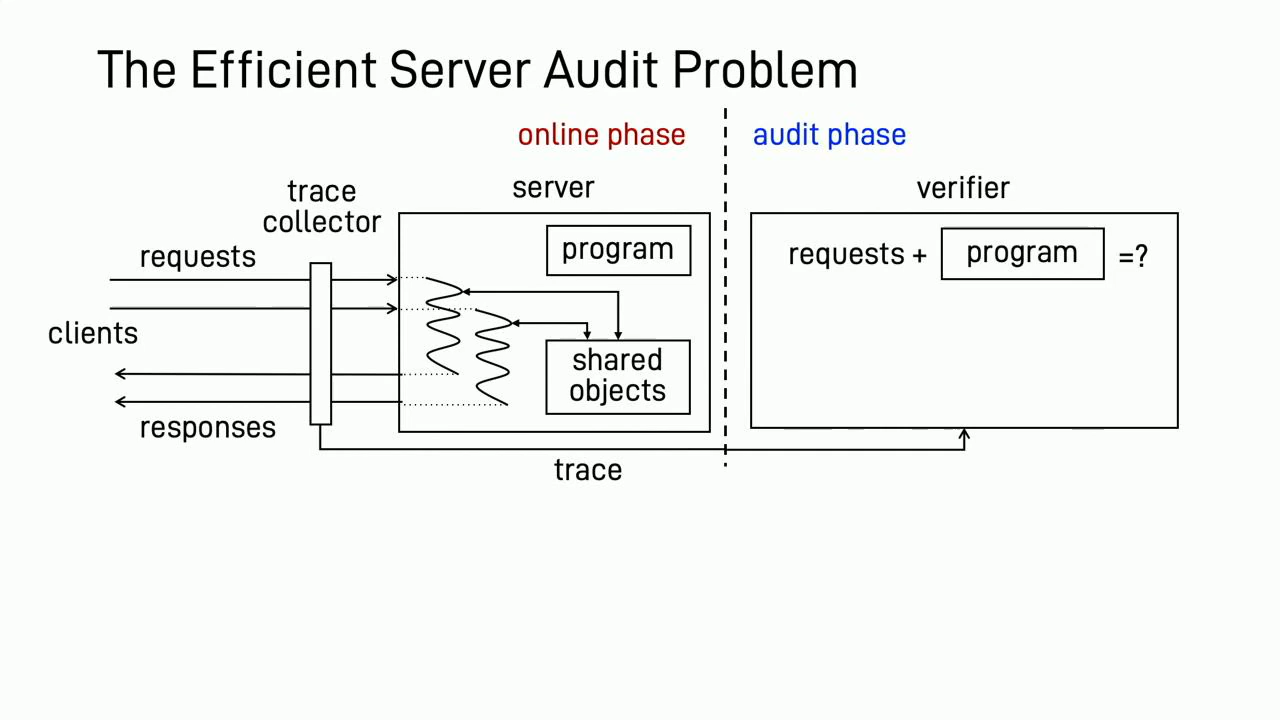 The Efficient Server Audit Problem
online phase
audit phase
trace
collector
server
verifier
requests
program
requests + program =?
clients
shared
objects
responses
trace